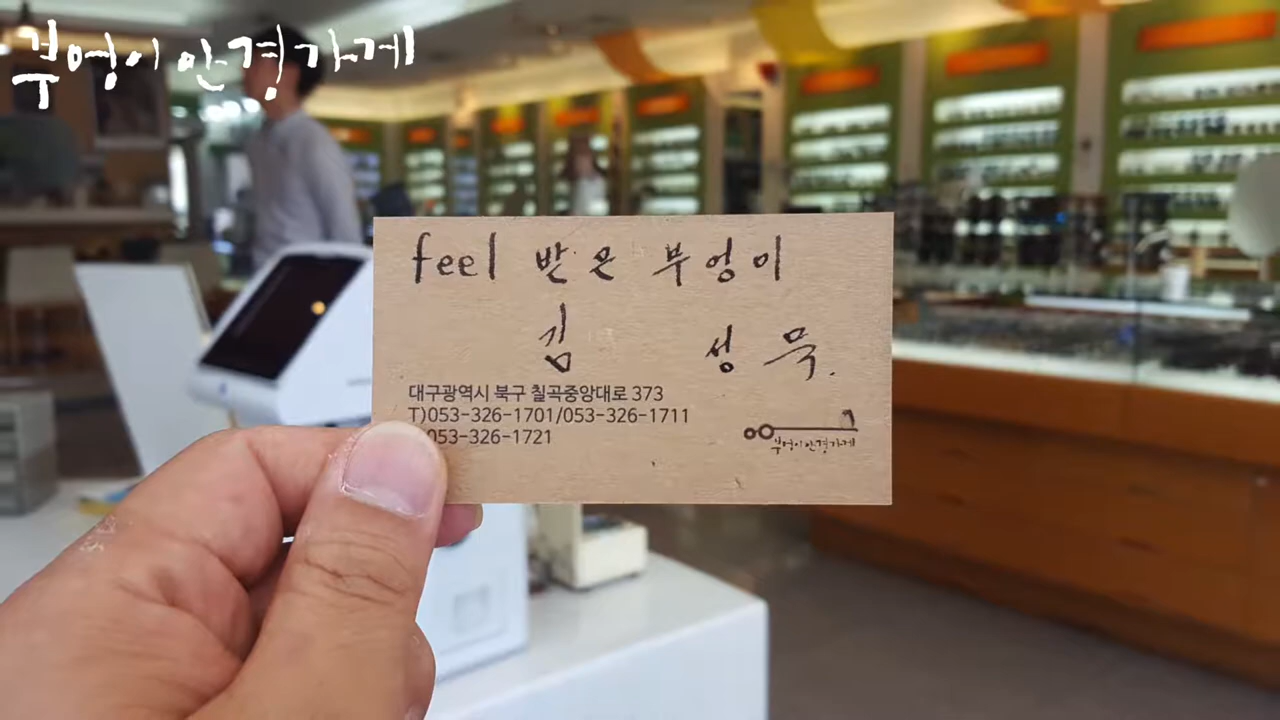 부엉이안경가게
feel 받은 부엉이
김 성묵.
대구광역시 북구 칠곡중앙대로 373
T)053-326-1701/053-326-1711
053-326-1721
부엉이안경가게